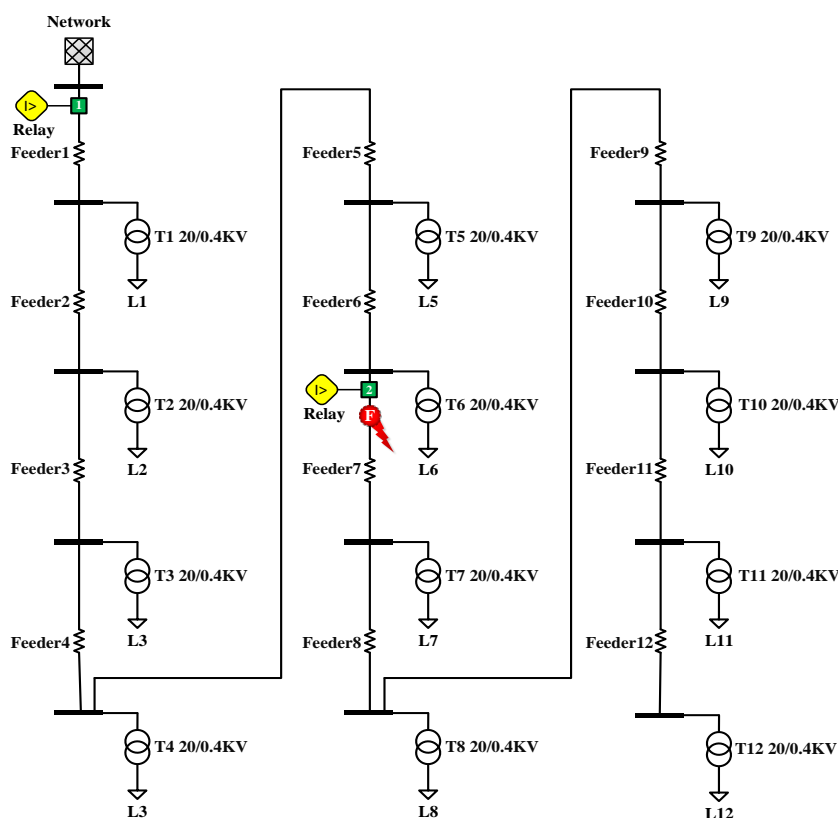 Network
I>
1
Relay
Feeder1
T1 20/0.4KV
L1
Feeder2
T2 20/0.4KV
L2
Feeder3
T3 20/0.4KV
L3
Feeder4
T4 20/0.4KV
L3
Feeder5
T5 20/0.4KV
L5
Feeder6
I>
2
Relay
F
T6 20/0.4KV
L6
Feeder7
T7 20/0.4KV
L7
Feeder8
T8 20/0.4KV
L8
Feeder9
T9 20/0.4KV
L9
Feeder10
T10 20/0.4KV
L10
Feeder11
T11 20/0.4KV
L11
Feeder12
T12 20/0.4KV
L12